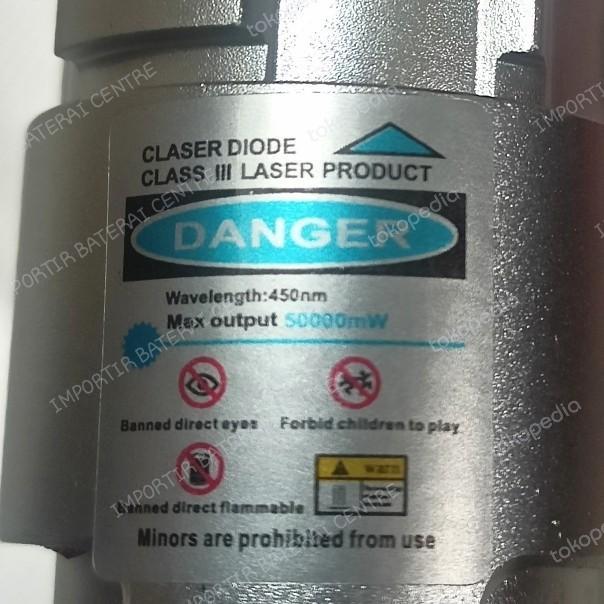 CLASER DIODE
CLASS III LASER PRODUCT
DANGER
Wavelength:450nm
Max output 50000mW
Banned direct eyes
Forbid children to play
Banned direct flammable
warn
Minors are prohibited from use
IMPORTIR BATERAI CENTRE
tokopedia